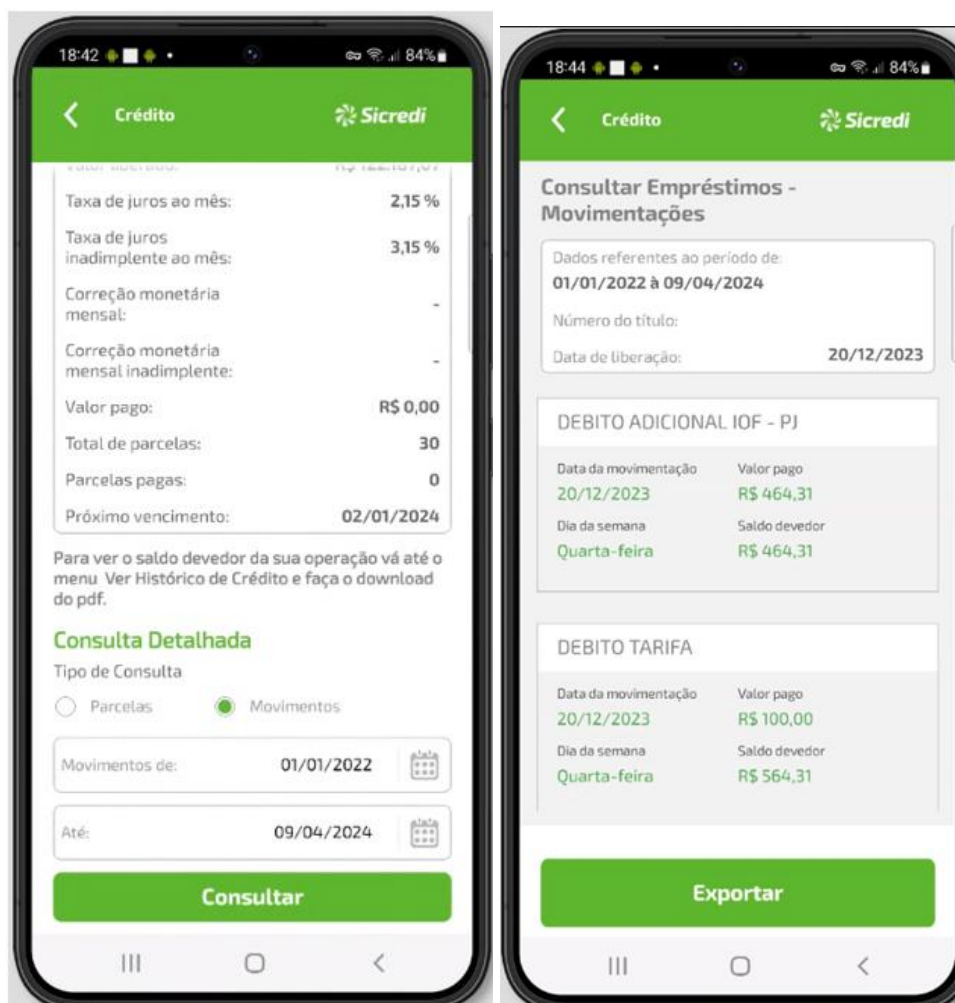 18:42
84%
Crédito
Sicredi
Taxa de juros ao mês: 2,15 %
Taxa de juros
inadimplente ao mês: 3,15 %
Correção monetária
mensal: -
Correção monetária
mensal inadimplente: -
Valor pago: R$ 0,00
Total de parcelas: 30
Parcelas pagas: 0
Próximo vencimento: 02/01/2024
Para ver o saldo devedor da sua operação vá até o
menu Ver Histórico de Crédito e faça o download
do pdf.
Consulta Detalhada
Tipo de Consulta
Parcelas Movimentos
Movimentos de: 01/01/2022
Até: 09/04/2024
Consultar
18:44
84%
Crédito
Sicredi
Consultar Empréstimos -
Movimentações
Dados referentes ao período de:
01/01/2022 à 09/04/2024
Número do título:
Data de liberação: 20/12/2023
DEBITO ADICIONAL IOF - PJ
Data da movimentação Valor pago
20/12/2023 R$ 464,31
Dia da semana Saldo devedor
Quarta-feira R$ 464,31
DEBITO TARIFA
Data da movimentação Valor pago
20/12/2023 R$ 100,00
Dia da semana Saldo devedor
Quarta-feira R$ 564,31
Exportar